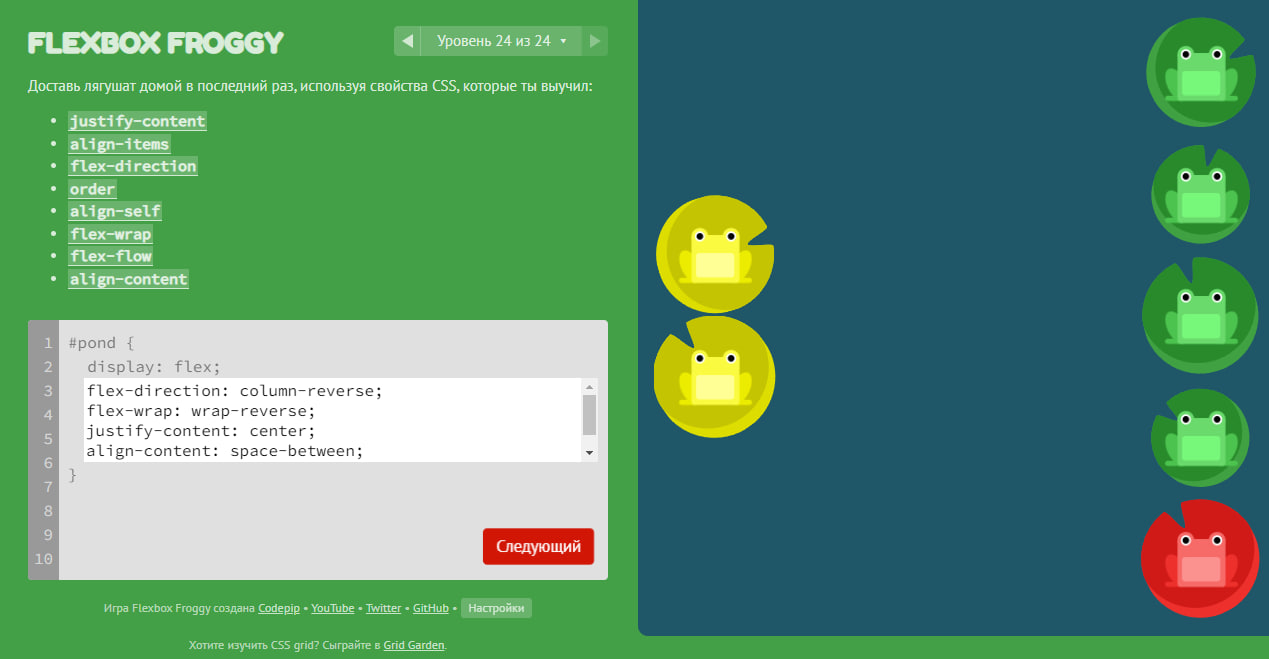 FLEXBOX FROGGY
Уровень 24 из 24
Доставь лягушат домой в последний раз, используя свойства CSS, которые ты выучил:
justify-content
align-items
flex-direction
order
align-self
flex-wrap
flex-flow
align-content
1 #pond {
2 display: flex;
3 flex-direction: column-reverse;
4 flex-wrap: wrap-reverse;
5 justify-content: center;
6 align-content: space-between;
7 }
8
9
10
Следующий
Игра Flexbox Froggy создана Codepip • YouTube • Twitter • GitHub • Настройки
Хотите изучить CSS grid? Сыграйте в Grid Garden.